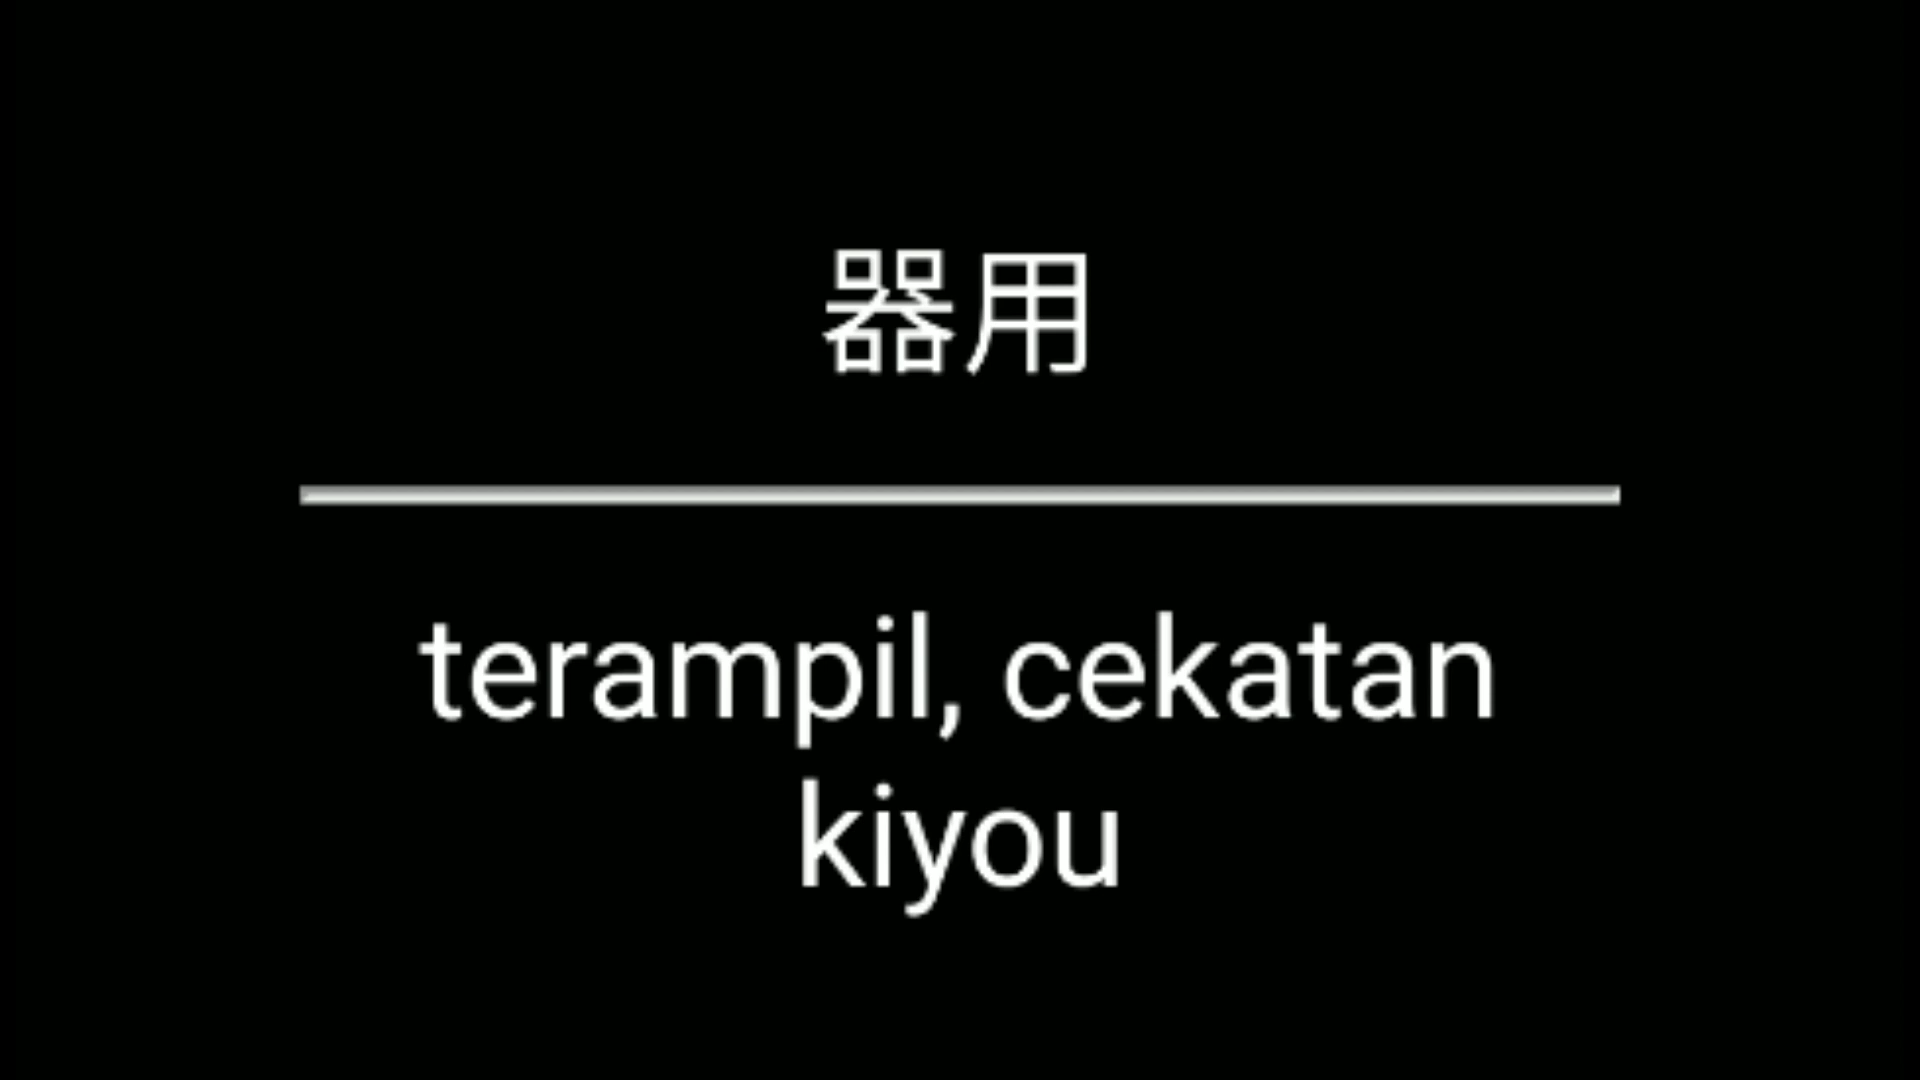 器用
terampil, cekatan
kiyou